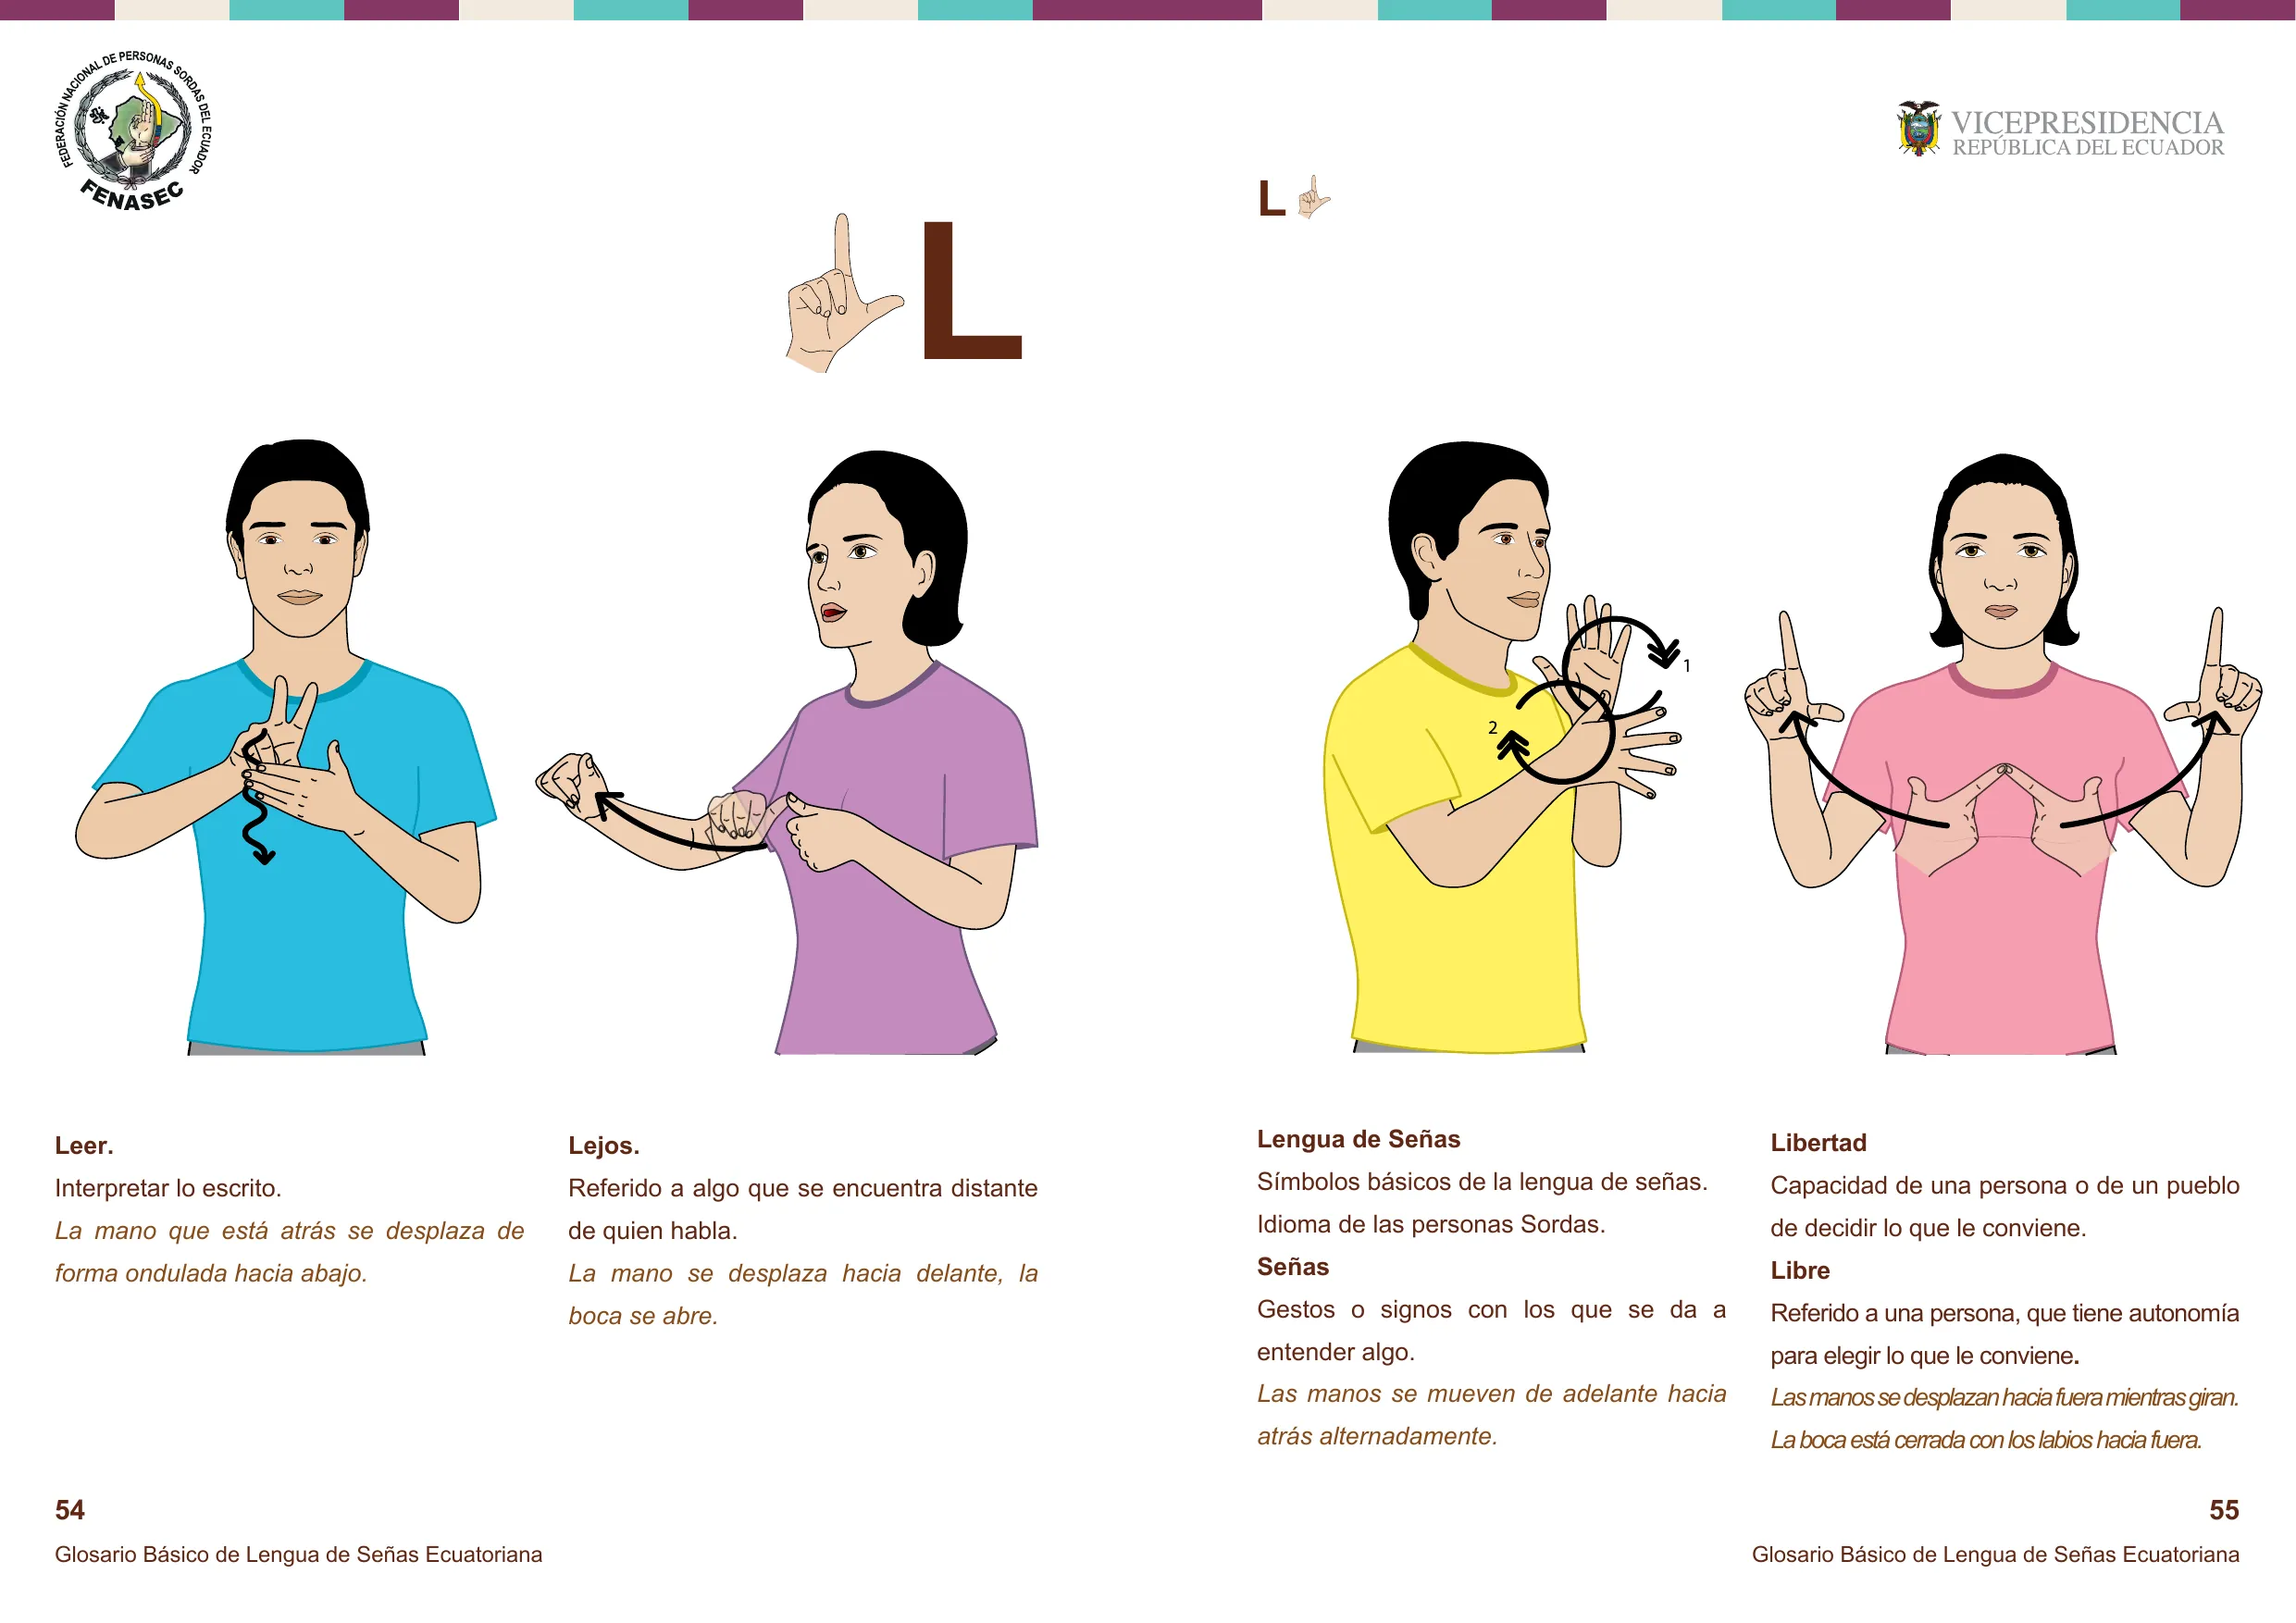 FEDERACIÓN NACIONAL DE PERSONAS SORDAS DEL ECUADOR
FENASEC
L
Leer.
Interpretar lo escrito.
La mano que está atrás se desplaza de
forma ondulada hacia abajo.
Lejos.
Referido a algo que se encuentra distante
de quien habla.
La mano se desplaza hacia delante, la
boca se abre.
54
Glosario Básico de Lengua de Señas Ecuatoriana
VICEPRESIDENCIA
REPÚBLICA DEL ECUADOR
L
1
2
Lengua de Señas
Símbolos básicos de la lengua de señas.
Idioma de las personas Sordas.
Señas
Gestos o signos con los que se da a
entender algo.
Las manos se mueven de adelante hacia
atrás alternadamente.
Libertad
Capacidad de una persona o de un pueblo
de decidir lo que le conviene.
Libre
Referido a una persona, que tiene autonomía
para elegir lo que le conviene.
Las manos se desplazan hacia fuera mientras giran.
La boca está cerrada con los labios hacia fuera.
55
Glosario Básico de Lengua de Señas Ecuatoriana